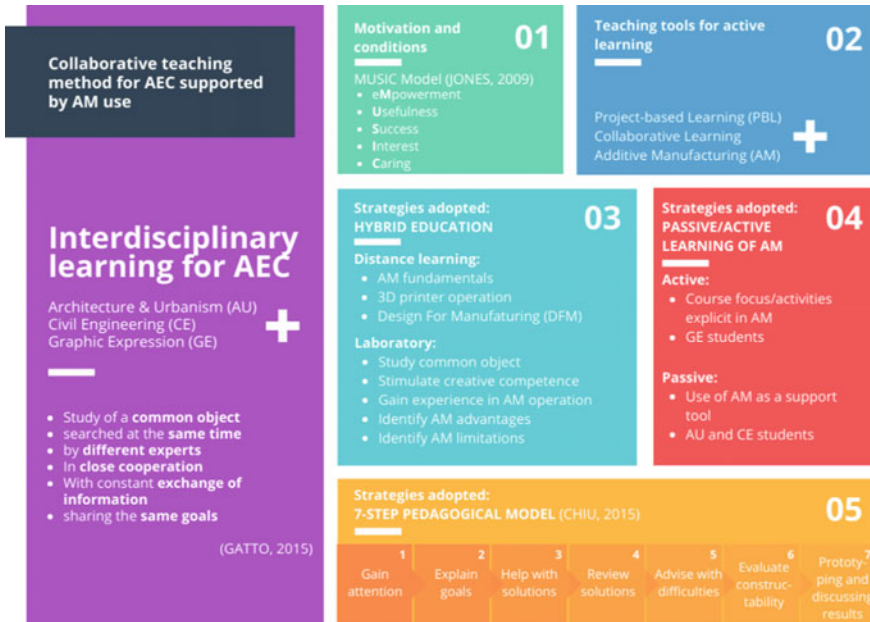 Collaborative teaching
method for AEC supported
by AM use
Interdisciplinary
learning for AEC
Architecture & Urbanism (AU)
Civil Engineering (CE)
Graphic Expression (GE)
+
• Study of a common object
• searched at the same time
• by different experts
• In close cooperation
• With constant exchange of
information
• sharing the same goals
(GATTO, 2015)
Motivation and
conditions
01
MUSIC Model (JONES, 2009)
• eMpowerment
• Usefulness
• Success
• Interest
• Caring
Teaching tools for active
learning
02
Project-based Learning (PBL)
Collaborative Learning
Additive Manufacturing (AM)
+
Strategies adopted:
HYBRID EDUCATION
03
Distance learning:
• AM fundamentals
• 3D printer operation
• Design For Manufaturing (DFM)
Laboratory:
• Study common object
• Stimulate creative competence
• Gain experience in AM operation
• Identify AM advantages
• Identify AM limitations
Strategies adopted:
PASSIVE/ACTIVE
LEARNING OF AM
04
Active:
• Course focus/activities
explicit in AM
• GE students
Passive:
• Use of AM as a support
tool
• AU and CE students
Strategies adopted:
7-STEP PEDAGOGICAL MODEL (CHIU, 2015)
05
1
Gain
attention
2
Explain
goals
3
Help with
solutions
4
Review
solutions
5
Advise with
difficulties
6
Evaluate
construc-
tability
7
Prototy-
ping and
discussing
results